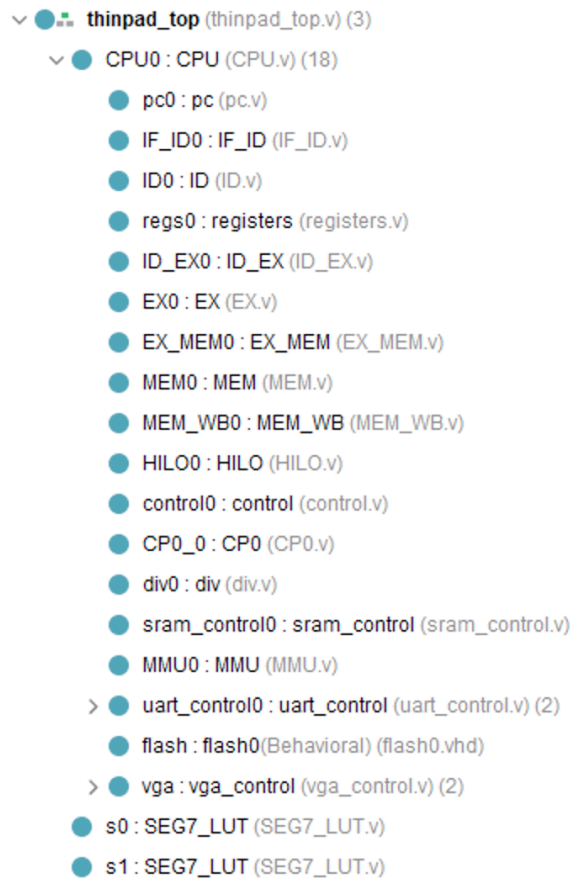 thinpad_top (thinpad_top.v) (3)
CPU0 : CPU (CPU.v) (18)
pc0 : pc (pc.v)
IF_ID0 : IF_ID (IF_ID.v)
ID0 : ID (ID.v)
regs0 : registers (registers.v)
ID_EX0 : ID_EX (ID_EX.v)
EX0 : EX (EX.v)
EX_MEM0 : EX_MEM (EX_MEM.v)
MEM0 : MEM (MEM.v)
MEM_WB0 : MEM_WB (MEM_WB.v)
HILO0 : HILO (HILO.v)
control0 : control (control.v)
CP0_0 : CP0 (CP0.v)
div0 : div (div.v)
sram_control0 : sram_control (sram_control.v)
MMU0 : MMU (MMU.v)
uart_control0 : uart_control (uart_control.v) (2)
flash : flash0(Behavioral) (flash0.vhd)
vga : vga_control (vga_control.v) (2)
s0 : SEG7_LUT (SEG7_LUT.v)
s1 : SEG7_LUT (SEG7_LUT.v)